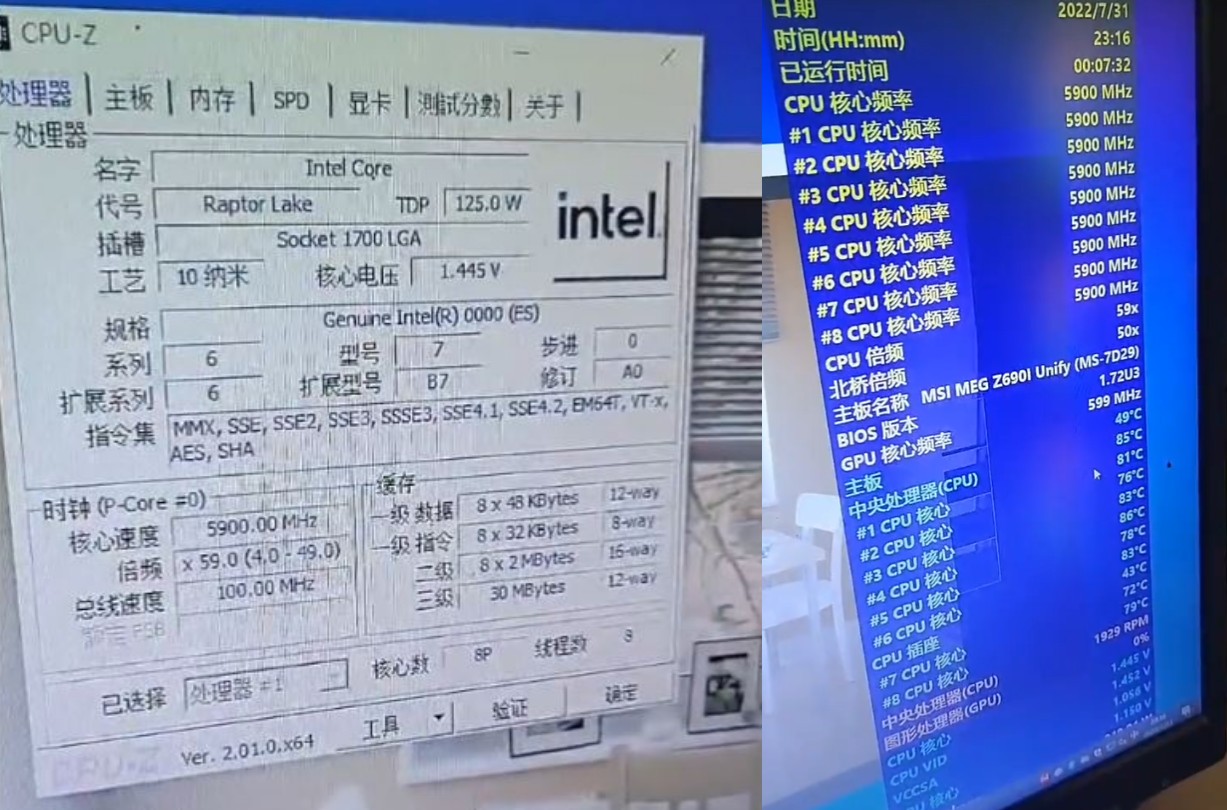 CPU-Z
处理器 主板 内存 SPD 显卡 測試分數 关于
处理器
名字 Intel Core
代号 Raptor Lake TDP 125.0 W
插槽 Socket 1700 LGA
工艺 10 纳米 核心电压 1.445 V
intel.
规格 Genuine Intel(R) 0000 (ES)
系列 6 型号 7 步进 0
扩展系列 6 扩展型号 B7 修订 A0
指令集 MMX, SSE, SSE2, SSE3, SSSE3, SSE4.1, SSE4.2, EM64T, VT-x,
AES, SHA
时钟 (P-Core #0)
核心速度 5900.00 MHz
倍频 x 59.0 (4.0 - 49.0)
总线速度 100.00 MHz
额定 FSB
缓存
一级 数据 8 x 48 KBytes 12-way
一级 指令 8 x 32 KBytes 8-way
二级 8 x 2 MBytes 16-way
三级 30 MBytes 12-way
已选择 处理器 #1 核心数 8P 线程数 8
CPU-Z Ver. 2.01.0.x64 工具 验证 确定
日期 2022/7/31
时间(HH:mm) 23:16
已运行时间 00:07:32
CPU 核心频率 5900 MHz
#1 CPU 核心频率 5900 MHz
#2 CPU 核心频率 5900 MHz
#3 CPU 核心频率 5900 MHz
#4 CPU 核心频率 5900 MHz
#5 CPU 核心频率 5900 MHz
#6 CPU 核心频率 5900 MHz
#7 CPU 核心频率 5900 MHz
#8 CPU 核心频率 5900 MHz
CPU 倍频 59x
北桥倍频 50x
主板名称 MSI MEG Z690I Unify (MS-7D29)
BIOS 版本 1.72U3
GPU 核心频率 599 MHz
主板 49°C
中央处理器(CPU) 85°C
#1 CPU 核心 81°C
#2 CPU 核心 76°C
#3 CPU 核心 83°C
#4 CPU 核心 86°C
#5 CPU 核心 78°C
#6 CPU 核心 83°C
CPU 插座 43°C
#7 CPU 核心 72°C
#8 CPU 核心 79°C
中央处理器(CPU) 1929 RPM
图形处理器(GPU) 0%
CPU 核心 1.445 V
CPU VID 1.452 V
VCCSA 1.058 V
1.150 V